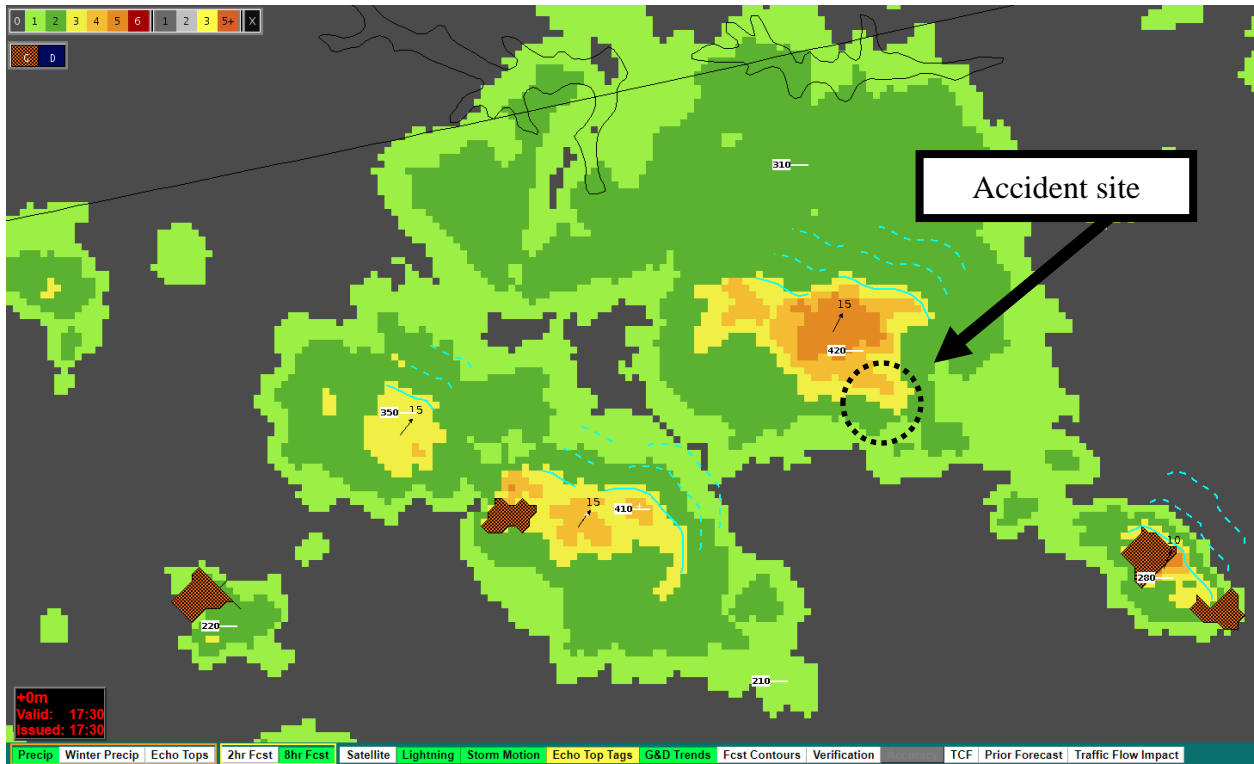 0 1 2 3 4 5 6 1 2 3 5+ X
G D
310
Accident site
15
420
350 15
15
410
10
280
220
210
+0m
Valid: 17:30
Issued: 17:30
Precip Winter Precip Echo Tops 2hr Fcst 8hr Fcst Satellite Lightning Storm Motion Echo Top Tags G&D Trends Fcst Contours Verification Accuracy TCF Prior Forecast Traffic Flow Impact